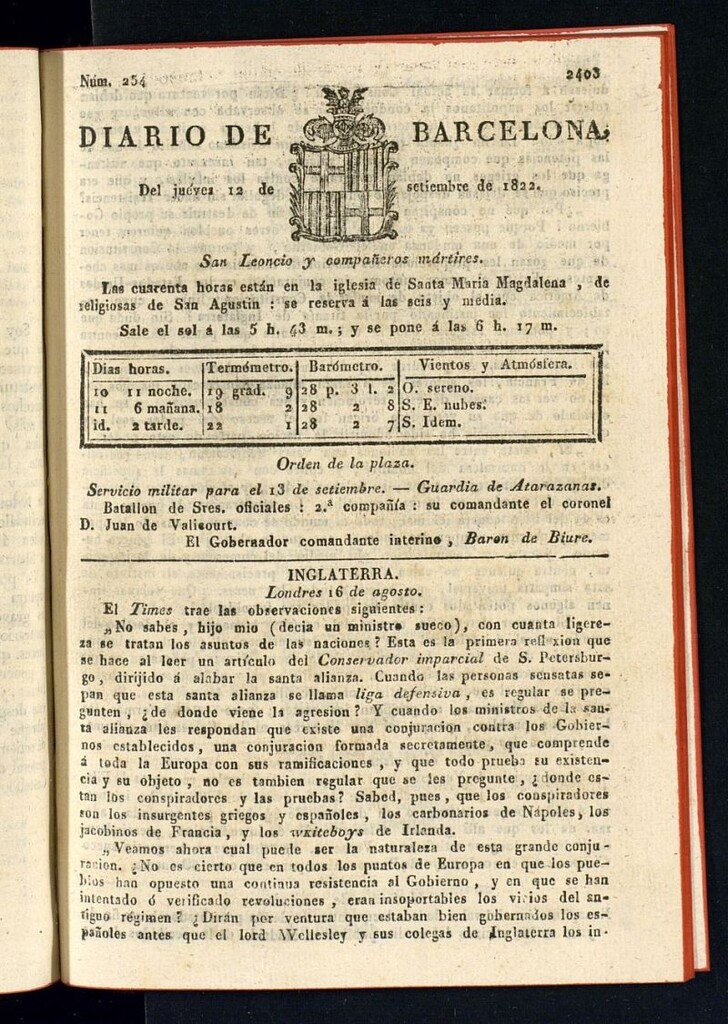 Núm. 254
2403
DIARIO DE BARCELONA,
Del juéves 12 de setiembre de 1822.
San Leoncio y compañeros mártires.
Las cuarenta horas están en la iglesia de Santa Maria Magdalena , de
religiosas de San Agustin : se reserva á las seis y média.
Sale el sol á las 5 h. 43 m. ; y se pone á las 6 h. 17 m.
Dias horas. Termómetro. Barómetro. Vientos y Atmósfera.
10 11 noche. 19 grad. 9 28 p. 3 l. 2 O. sereno.
11 6 mañana. 18 2 28 2 8 S. E. nubes.
id. 2 tarde. 22 1 28 2 7 S. Idem.
Orden de la plaza.
Servicio militar para el 13 de setiembre. — Guardia de Atarazanas.
Batallon de Sres. oficiales : 2.ª compañía : su comandante el coronel
D. Juan de Valicourt.
El Gobernador comandante interino , Baron de Biure.
INGLATERRA.
Londres 16 de agosto.
El Times trae las observaciones siguientes :
„No sabes , hijo mio (decia un ministro sueco), con cuanta ligere-
za se tratan los asuntos de las naciones ? Esta es la primera reflexion que
se hace al leer un artículo del Conservador imparcial de S. Petersbur-
go , dirijido á alabar la santa alianza. Cuando las personas sensatas se-
pan que esta santa alianza se llama liga defensiva , es regular se pre-
gunten , ¿de donde viene la agresion ? Y cuando los ministros de la san-
ta alianza les respondan que existe una conjuracion contra los Gobier-
nos establecidos , una conjuracion formada secretamente , que comprende
á toda la Europa con sus ramificaciones , y que todo prueba su existen-
cia y su objeto , no es tambien regular que se les pregunte , ¿donde es-
tan los conspiradores y las pruebas? Sabed, pues , que los conspiradores
son los insurgentes griegos y españoles , los carbonarios de Nápoles, los
jacobinos de Francia , y los wxiteboys de Irlanda.
„Veamos ahora cual puede ser la naturaleza de esta grande conju-
racion. ¿No es cierto que en todos los puntos de Europa en que los pue-
blos han opuesto una continua resistencia al Gobierno , y en que se han
intentado ó verificado revoluciones , eran insoportables los vicios del an-
tiguo régimen ? ¿Dirán por ventura que estaban bien gobernados los es-
pañoles antes que el lord Wellesley y sus colegas de Inglaterra los in-